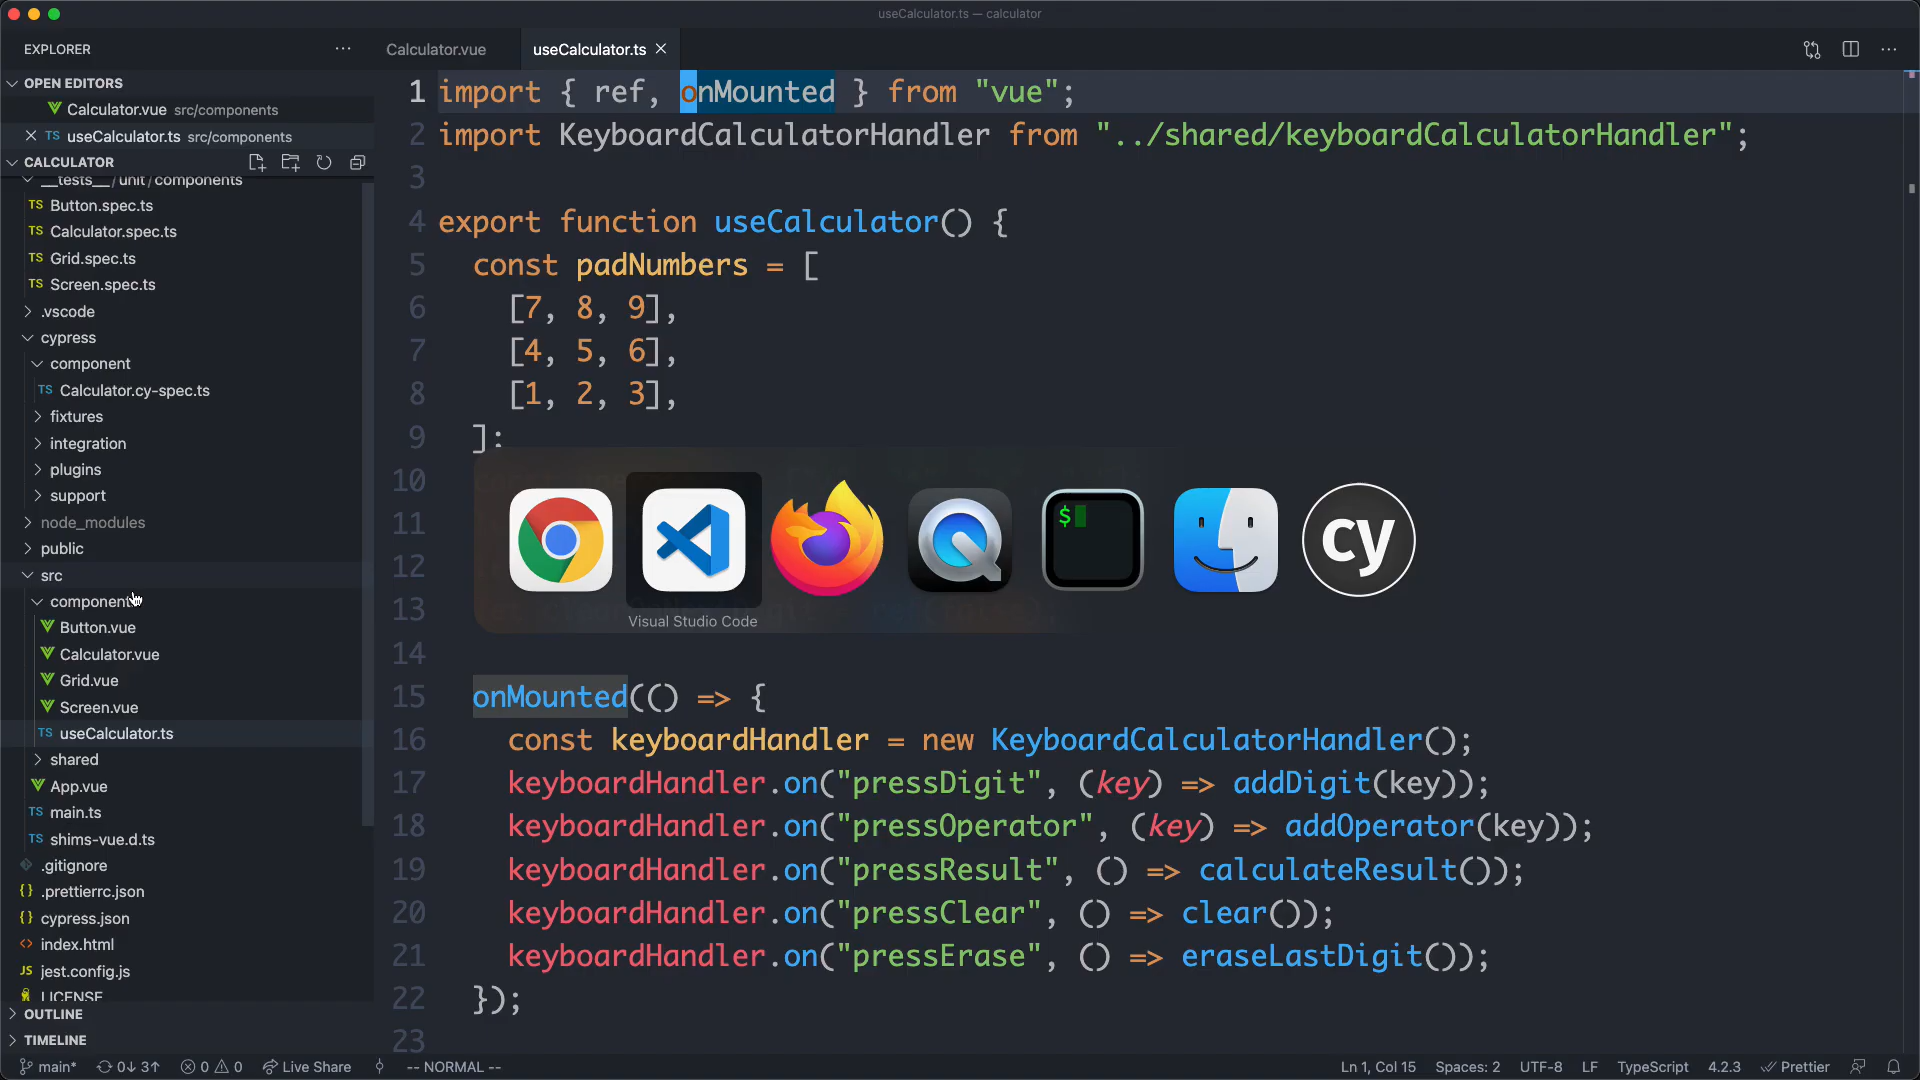 useCalculator.ts — calculator
EXPLORER
Calculator.vue
useCalculator.ts
OPEN EDITORS
Calculator.vue src/components
useCalculator.ts src/components
CALCULATOR
__tests__/unit/components
Button.spec.ts
Calculator.spec.ts
Grid.spec.ts
Screen.spec.ts
.vscode
cypress
component
Calculator.cy-spec.ts
fixtures
integration
plugins
support
node_modules
public
src
component
Button.vue
Calculator.vue
Grid.vue
Screen.vue
useCalculator.ts
shared
App.vue
main.ts
shims-vue.d.ts
.gitignore
.prettierrc.json
cypress.json
index.html
jest.config.js
LICENSE
OUTLINE
TIMELINE
1 import { ref, onMounted } from "vue";
2 import KeyboardCalculatorHandler from "../shared/keyboardCalculatorHandler";
3
4 export function useCalculator() {
5 const padNumbers = [
6 [7, 8, 9],
7 [4, 5, 6],
8 [1, 2, 3],
9 ];
10
11
12
13
14
15 onMounted(() => {
16 const keyboardHandler = new KeyboardCalculatorHandler();
17 keyboardHandler.on("pressDigit", (key) => addDigit(key));
18 keyboardHandler.on("pressOperator", (key) => addOperator(key));
19 keyboardHandler.on("pressResult", () => calculateResult());
20 keyboardHandler.on("pressClear", () => clear());
21 keyboardHandler.on("pressErase", () => eraseLastDigit());
22 });
23
$
cy
Visual Studio Code
main* 0↓ 3↑ 0 0 Live Share -- NORMAL -- Ln 1, Col 15 Spaces: 2 UTF-8 LF TypeScript 4.2.3 Prettier